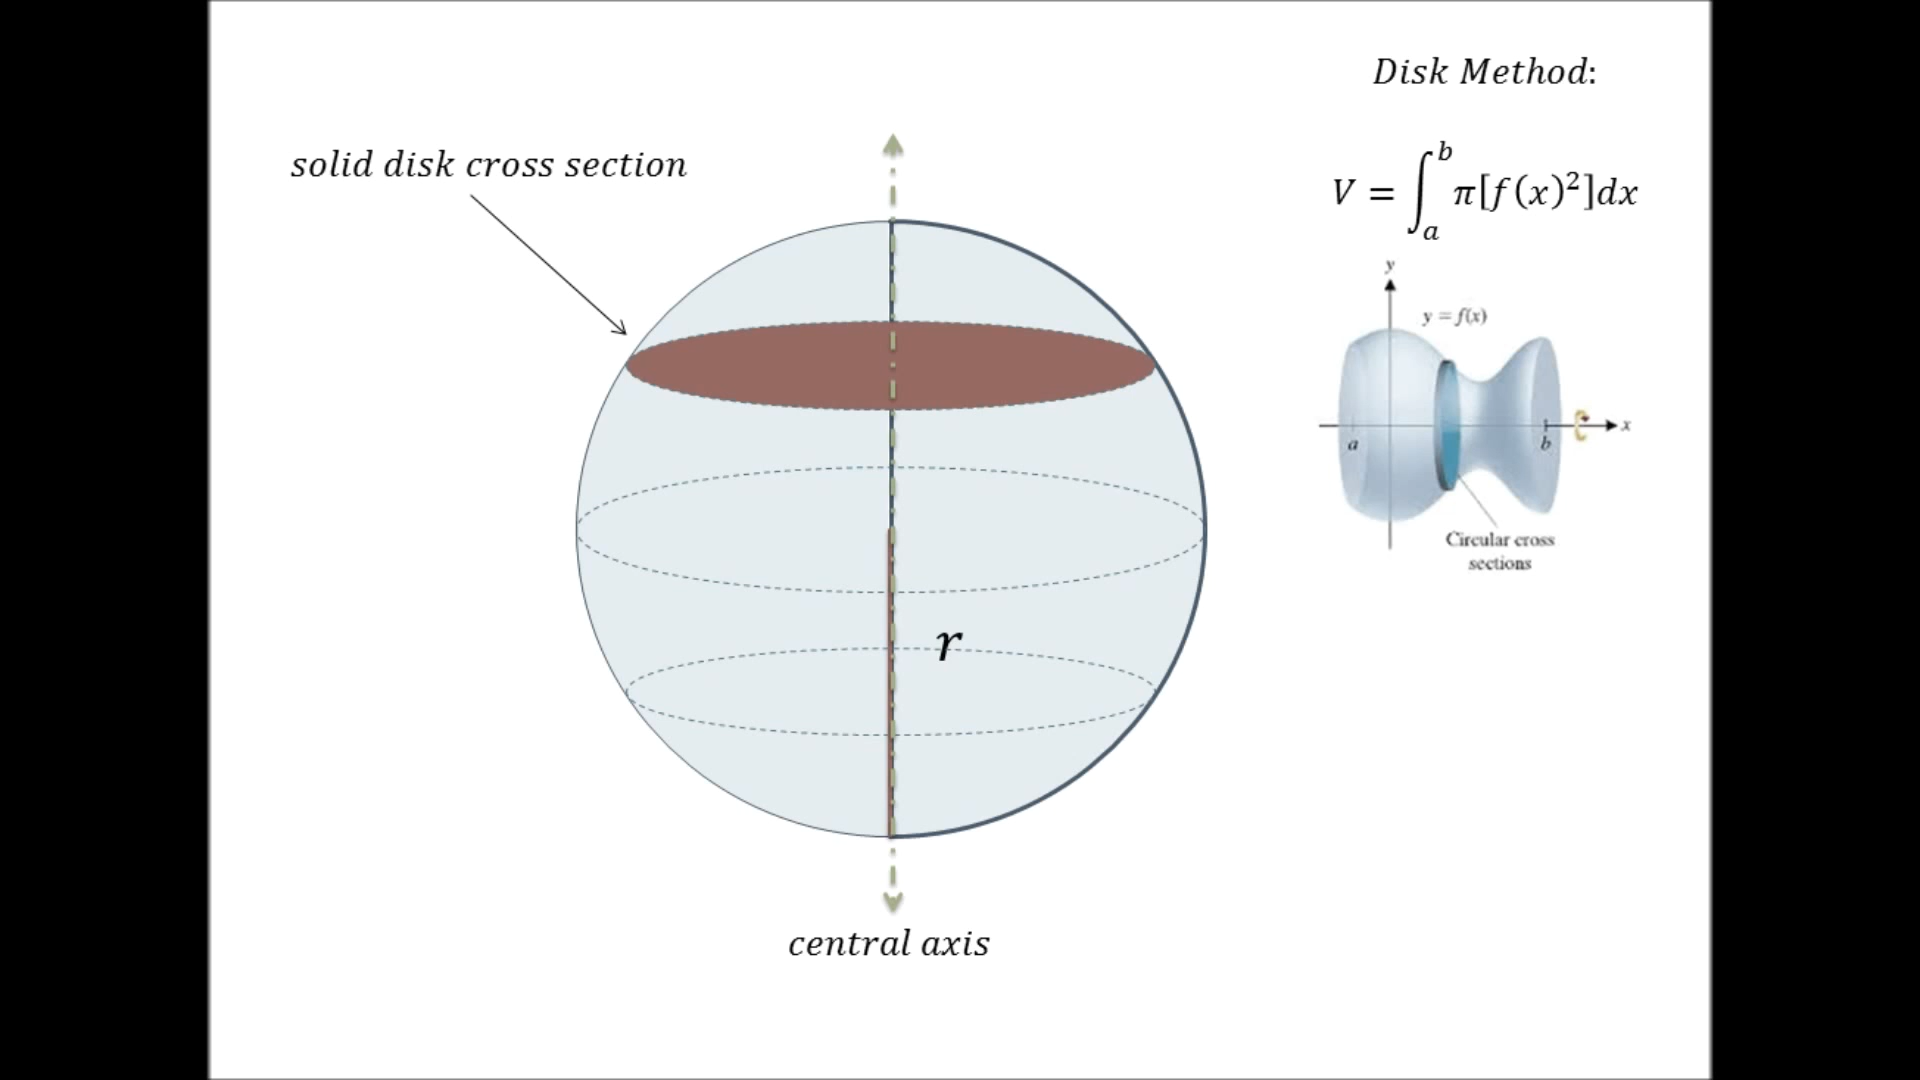 Disk Method:
solid disk cross section
V = ∫_a^b π[f(x)²]dx
y
y = f(x)
a
b
x
Circular cross
sections
r
central axis